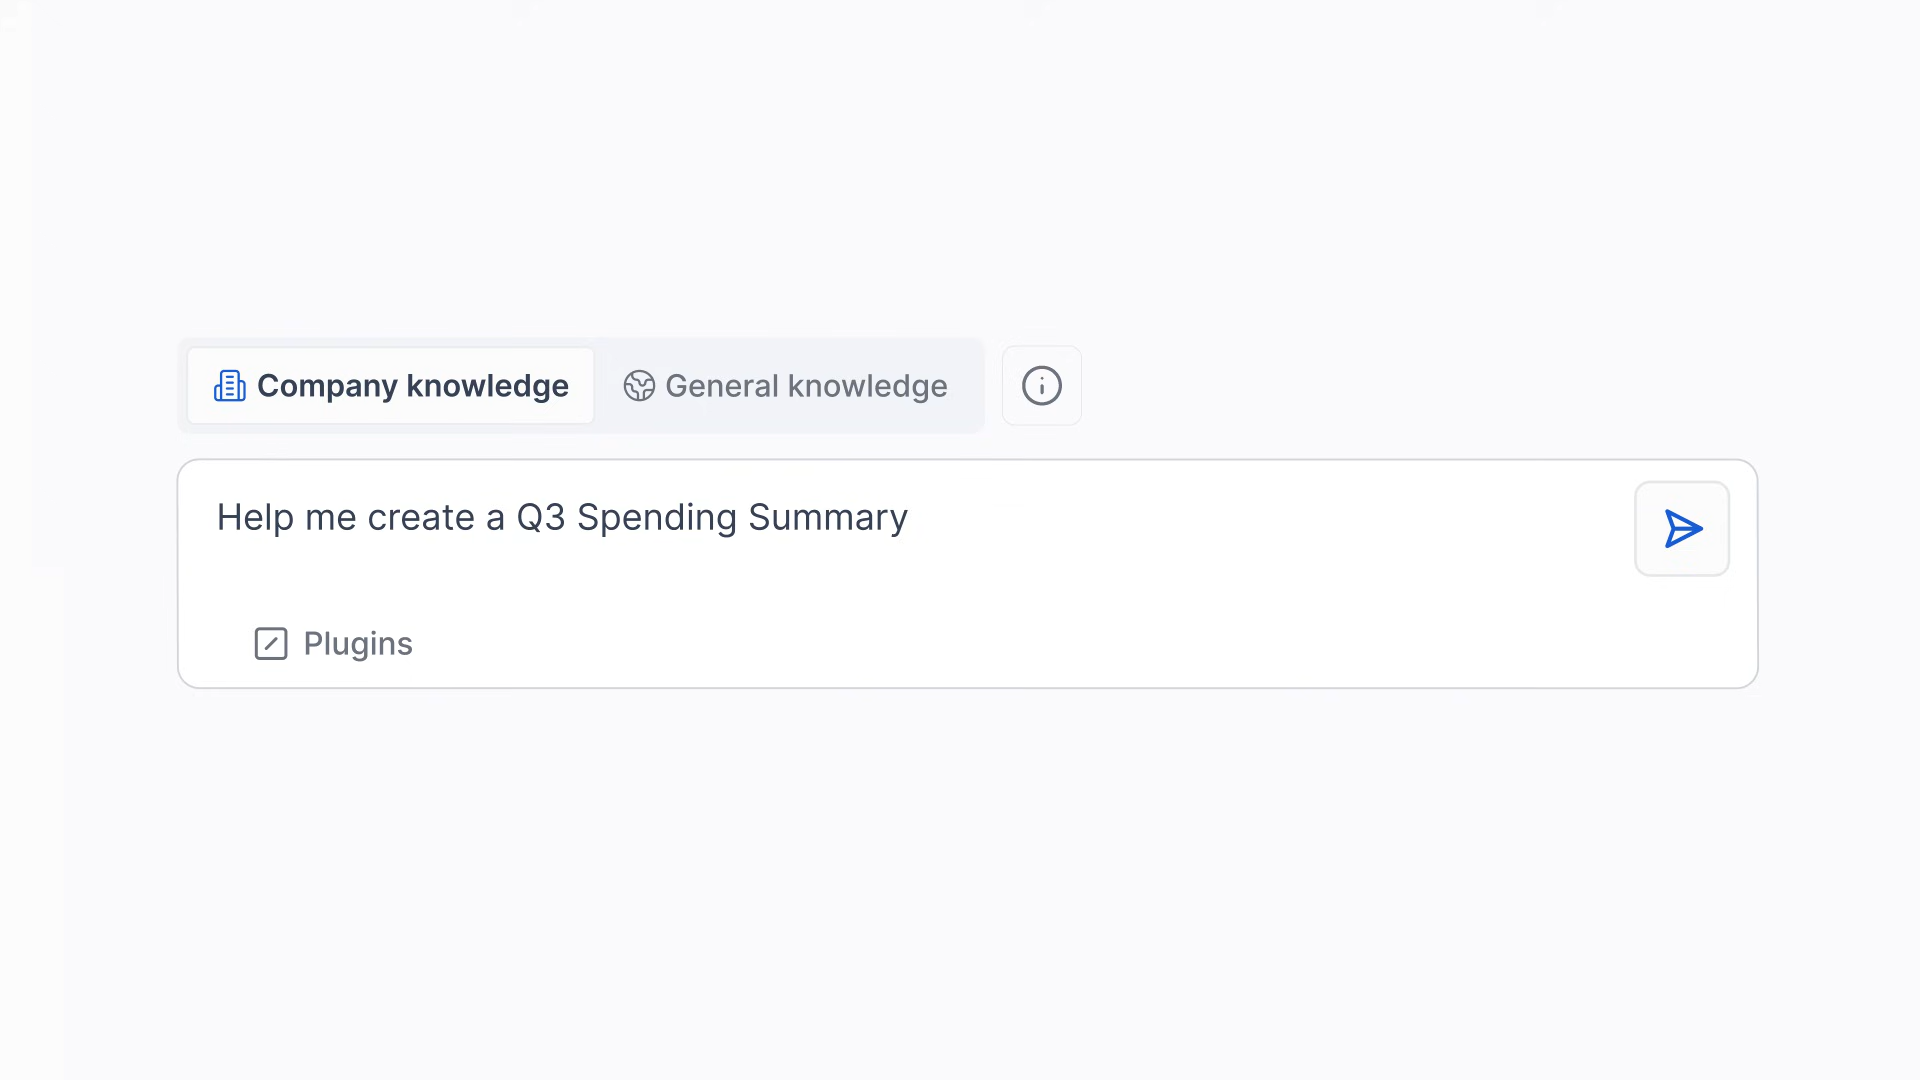 Company knowledge General knowledge
Help me create a Q3 Spending Summary
Plugins